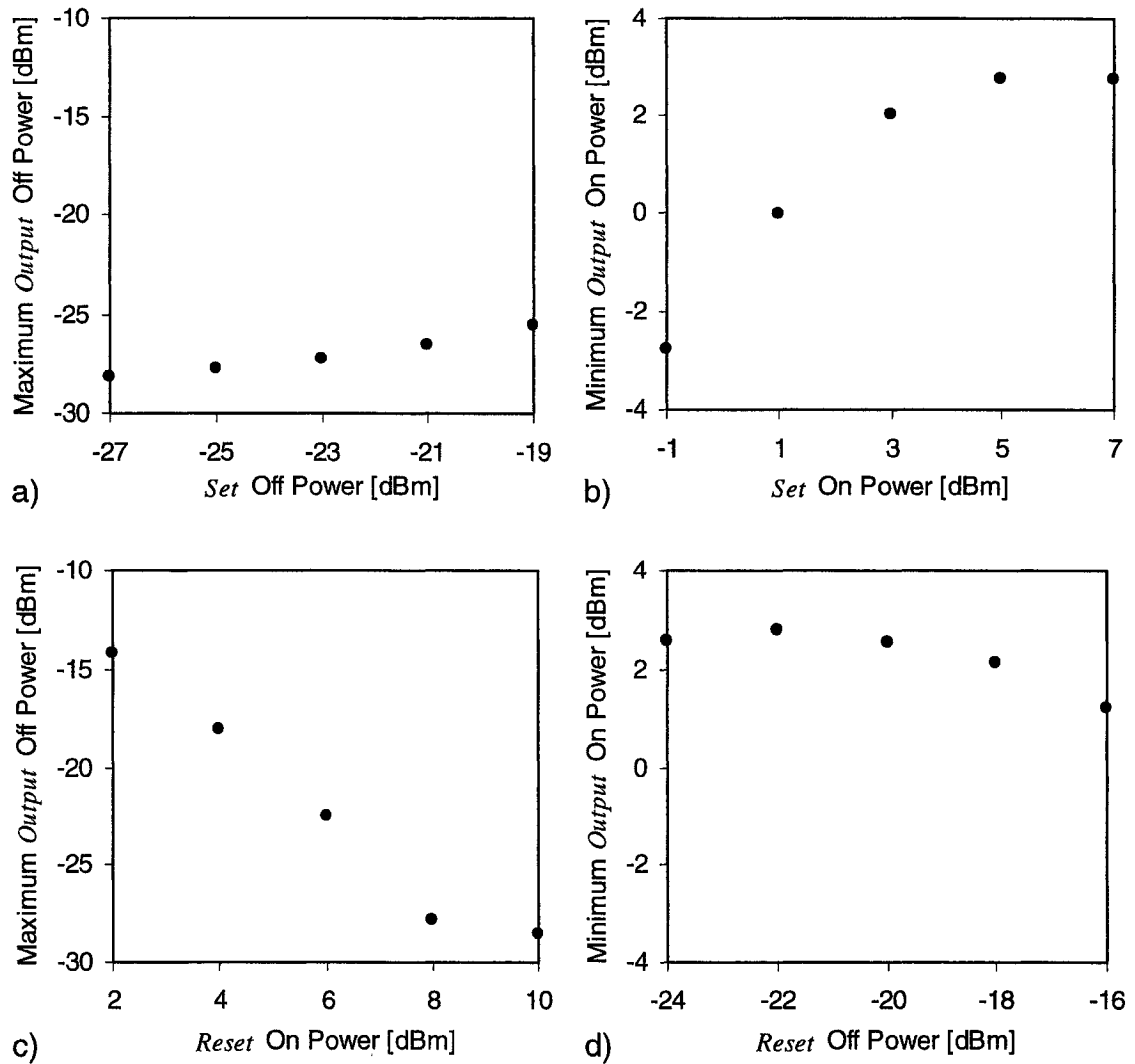 Maximum Output Off Power [dBm]
-10
-15
-20
-25
-30
-27 -25 -23 -21 -19
Set Off Power [dBm]
a)
Minimum Output On Power [dBm]
4
2
0
-2
-4
-1 1 3 5 7
Set On Power [dBm]
b)
Maximum Output Off Power [dBm]
-10
-15
-20
-25
-30
2 4 6 8 10
Reset On Power [dBm]
c)
Minimum Output On Power [dBm]
4
2
0
-2
-4
-24 -22 -20 -18 -16
Reset Off Power [dBm]
d)